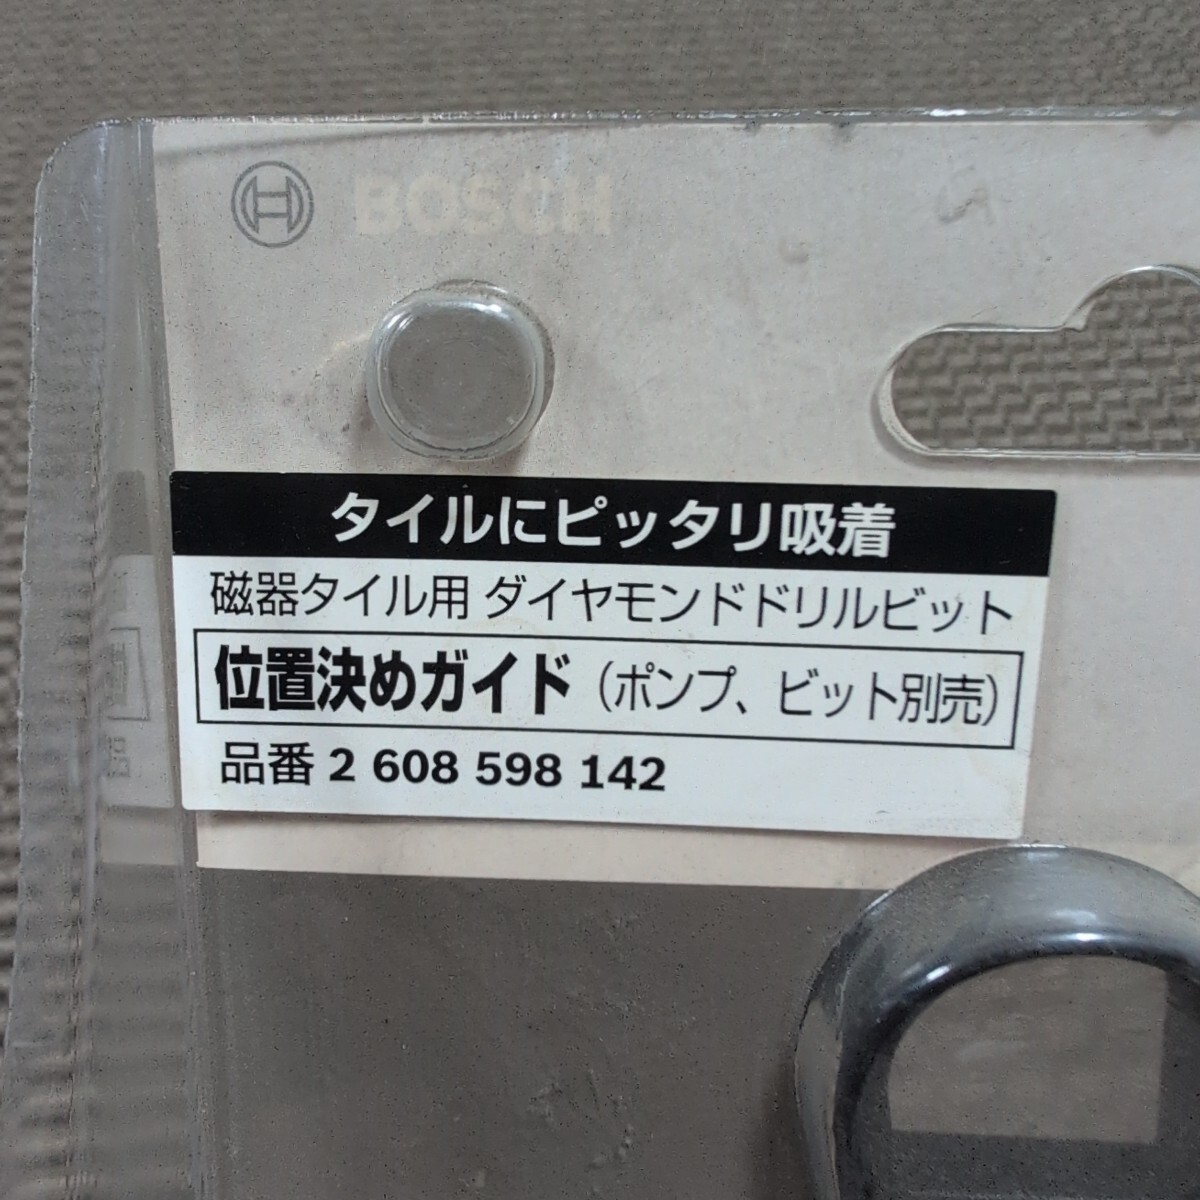 BOSCH
タイルにピッタリ吸着
磁器タイル用 ダイヤモンドドリルビット
位置決めガイド（ポンプ、ビット別売）
品番 2 608 598 142